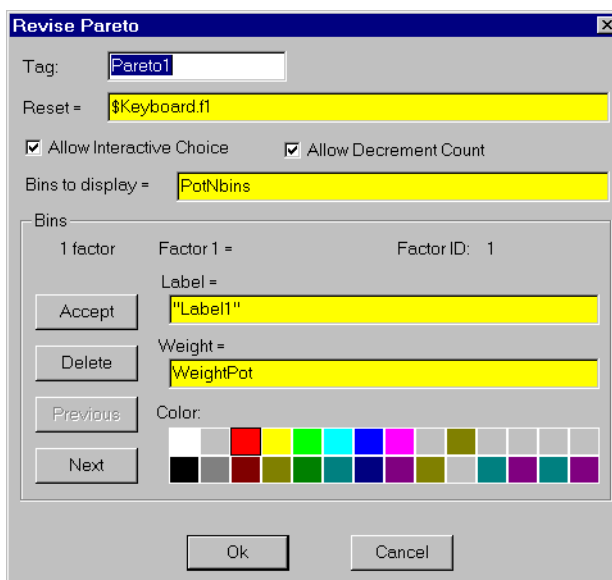 Revise Pareto
Tag: Pareto1
Reset = $Keyboard.f1
Allow Interactive Choice Allow Decrement Count
Bins to display = PotNbins
Bins
1 factor Factor 1 = Factor ID: 1
Label =
Accept "Label1"
Weight =
Delete WeightPot
Previous Color:
Next
Ok Cancel